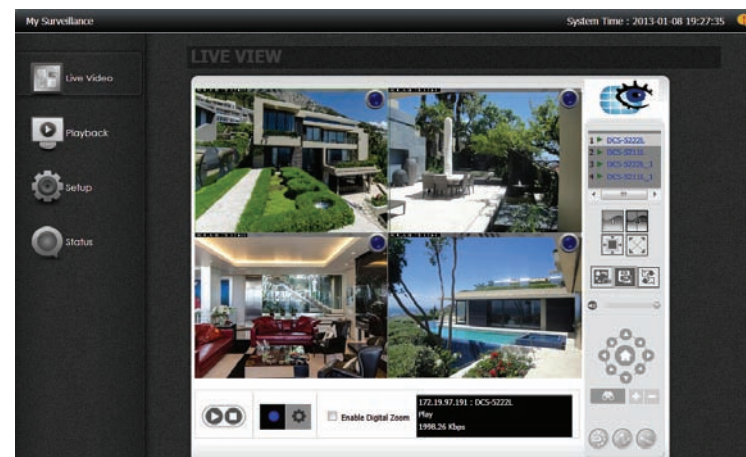 My Surveillance
System Time : 2013-01-08 19:27:35
Live Video
Playback
Setup
Status
LIVE VIEW
1 DCS-5222L
2 DCS-5211L
3 DCS-5222L_1
4 DCS-5211L_1
Enable Digital Zoom
172.19.97.191 : DCS-5222L
Play
1998.26 Kbps